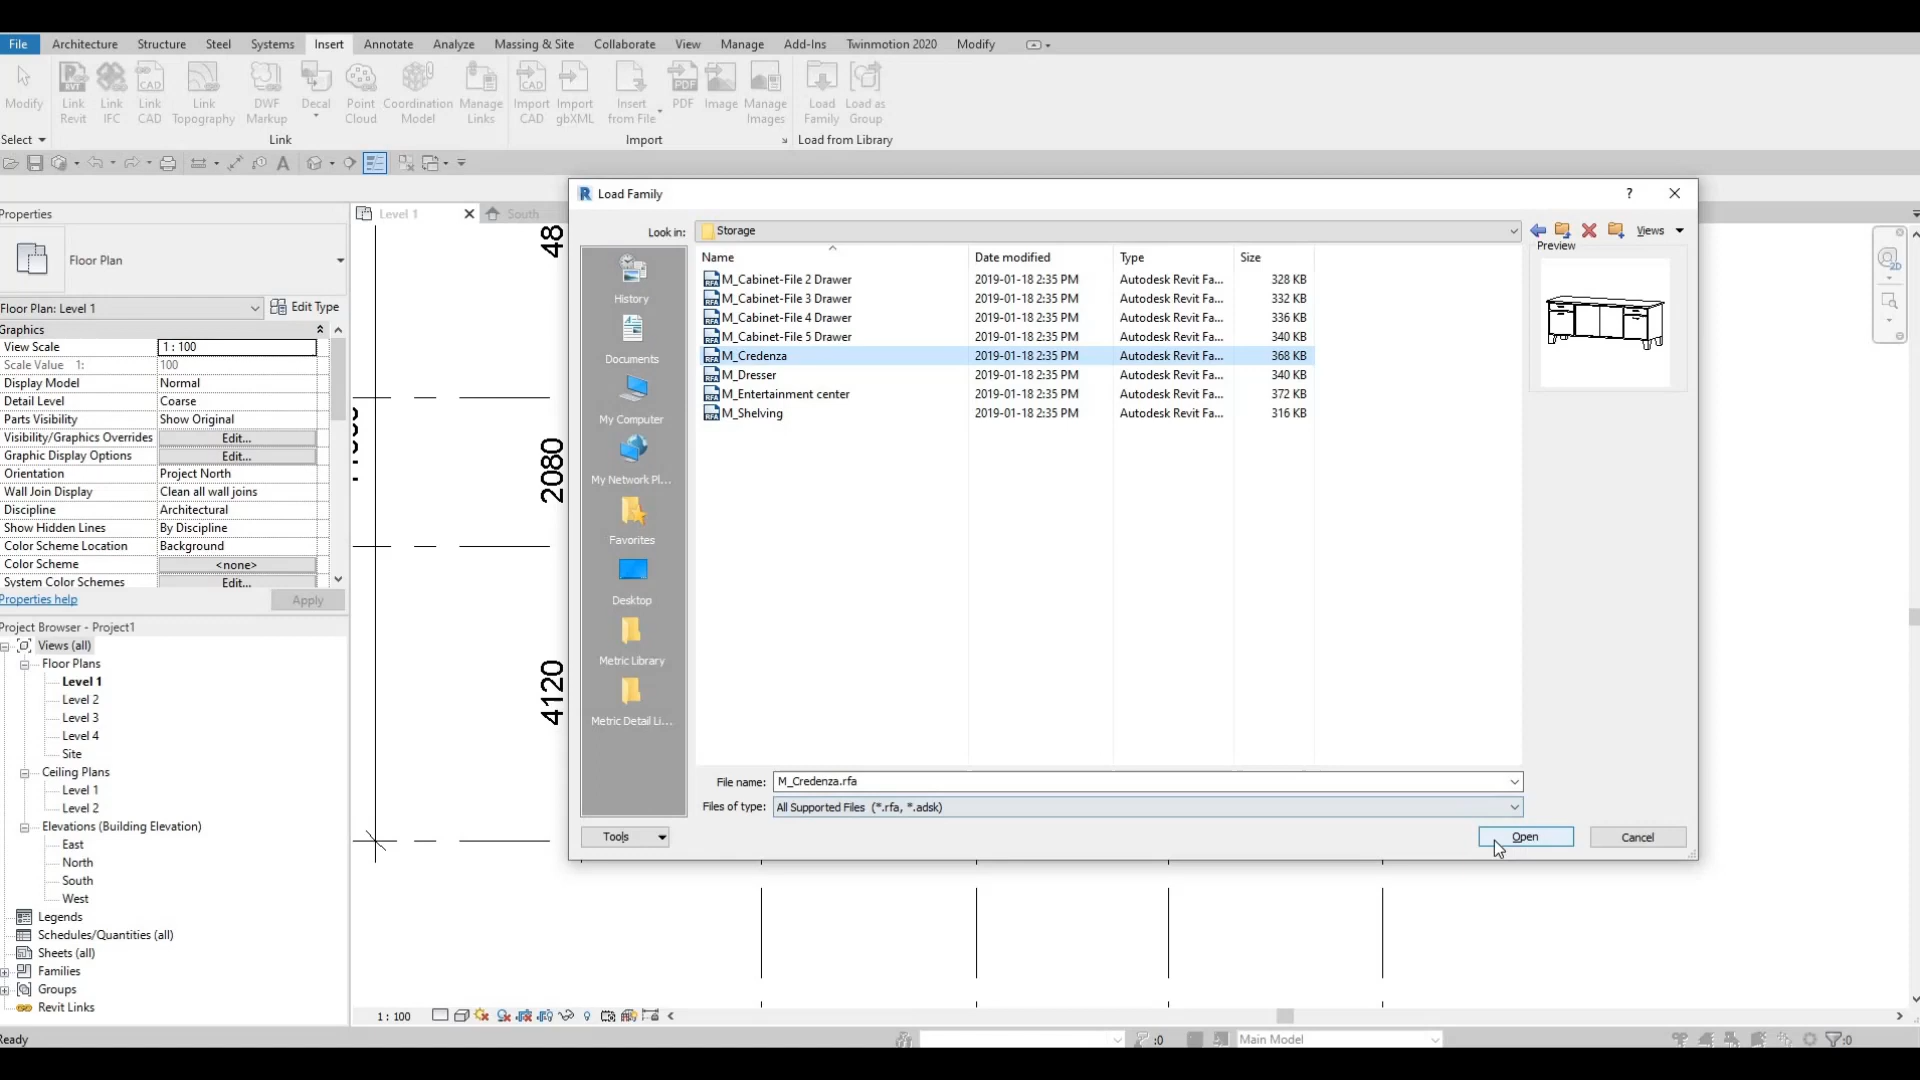 File Architecture Structure Steel Systems Insert Annotate Analyze Massing & Site Collaborate View Manage Add-Ins Twinmotion 2020 Modify
Modify
Link Revit
Link IFC
Link CAD
Link Topography
DWF Markup
Decal
Point Cloud
Coordination Model
Manage Links
Import CAD
Import gbXML
Insert from File
PDF
Image
Manage Images
Load Family
Load as Group
Select Link Import Load from Library
Properties
Floor Plan
Floor Plan: Level 1 Edit Type
Graphics
View Scale 1 : 100
Scale Value 1: 100
Display Model Normal
Detail Level Coarse
Parts Visibility Show Original
Visibility/Graphics Overrides Edit...
Graphic Display Options Edit...
Orientation Project North
Wall Join Display Clean all wall joins
Discipline Architectural
Show Hidden Lines By Discipline
Color Scheme Location Background
Color Scheme <none>
System Color Schemes Edit...
Properties help Apply
Project Browser - Project1
Views (all)
Floor Plans
Level 1
Level 2
Level 3
Level 4
Site
Ceiling Plans
Level 1
Level 2
Elevations (Building Elevation)
East
North
South
West
Legends
Schedules/Quantities (all)
Sheets (all)
Families
Groups
Revit Links
Level 1 South
48
2080
4120
Load Family
Look in: Storage Views
Preview
History
Documents
My Computer
My Network Pl...
Favorites
Desktop
Metric Library
Metric Detail Li...
Name Date modified Type Size
M_Cabinet-File 2 Drawer 2019-01-18 2:35 PM Autodesk Revit Fa... 328 KB
M_Cabinet-File 3 Drawer 2019-01-18 2:35 PM Autodesk Revit Fa... 332 KB
M_Cabinet-File 4 Drawer 2019-01-18 2:35 PM Autodesk Revit Fa... 336 KB
M_Cabinet-File 5 Drawer 2019-01-18 2:35 PM Autodesk Revit Fa... 340 KB
M_Credenza 2019-01-18 2:35 PM Autodesk Revit Fa... 368 KB
M_Dresser 2019-01-18 2:35 PM Autodesk Revit Fa... 340 KB
M_Entertainment center 2019-01-18 2:35 PM Autodesk Revit Fa... 372 KB
M_Shelving 2019-01-18 2:35 PM Autodesk Revit Fa... 316 KB
File name: M_Credenza.rfa
Files of type: All Supported Files (*.rfa, *.adsk)
Tools Open Cancel
1 : 100
Ready :0 Main Model :0